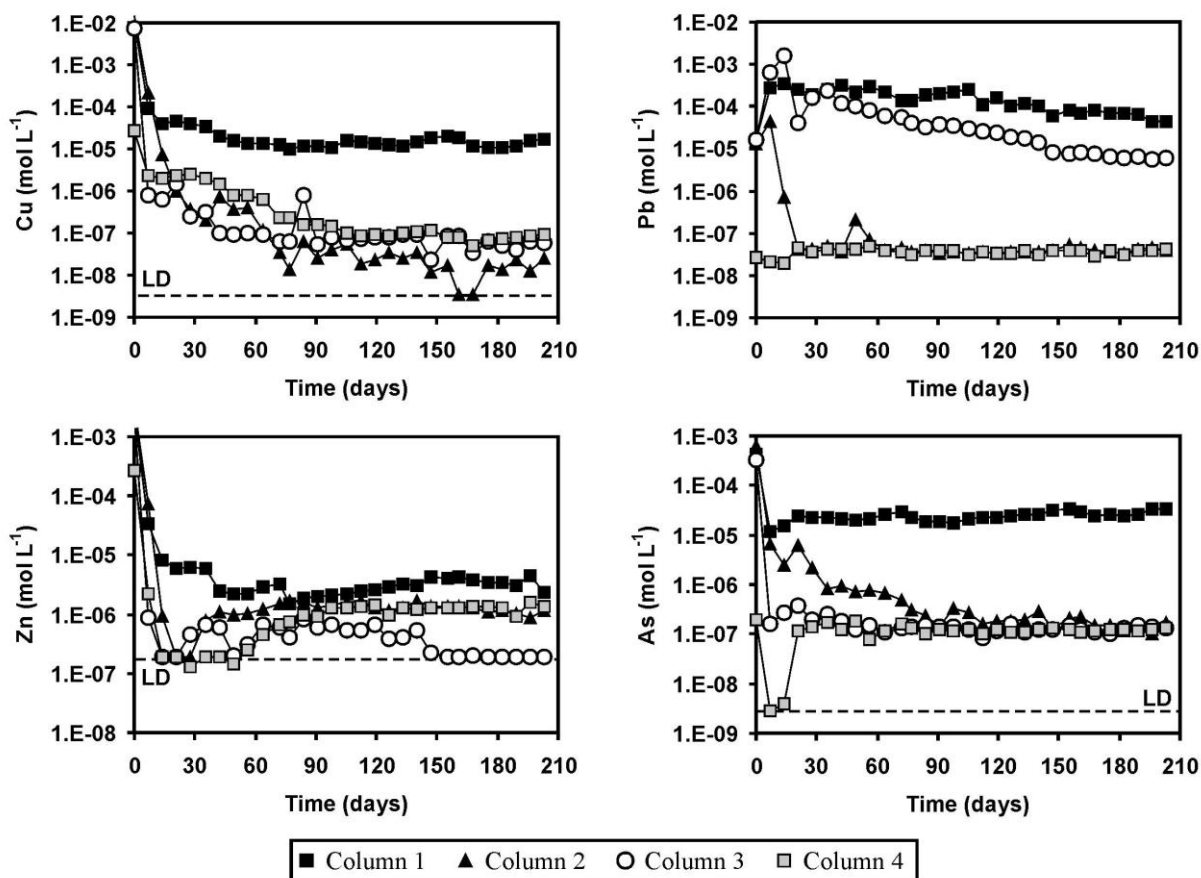 Cu (mol L⁻¹)
1.E-02
1.E-03
1.E-04
1.E-05
1.E-06
1.E-07
1.E-08
1.E-09
LD
0 30 60 90 120 150 180 210
Time (days)
Pb (mol L⁻¹)
1.E-02
1.E-03
1.E-04
1.E-05
1.E-06
1.E-07
1.E-08
1.E-09
0 30 60 90 120 150 180 210
Time (days)
Zn (mol L⁻¹)
1.E-03
1.E-04
1.E-05
1.E-06
1.E-07
1.E-08
LD
0 30 60 90 120 150 180 210
Time (days)
As (mol L⁻¹)
1.E-03
1.E-04
1.E-05
1.E-06
1.E-07
1.E-08
1.E-09
LD
0 30 60 90 120 150 180 210
Time (days)
Column 1 Column 2 Column 3 Column 4